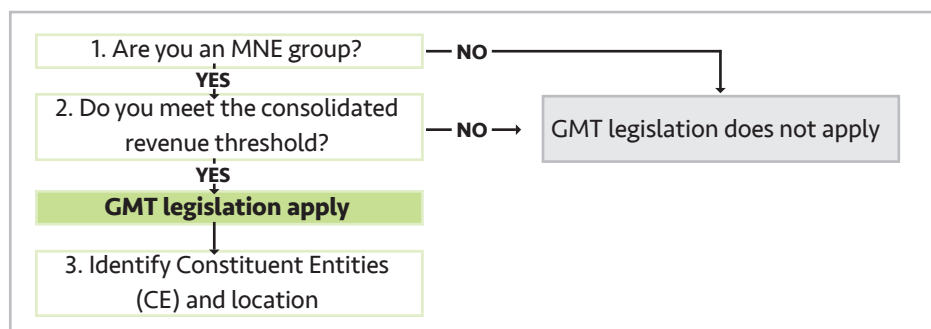 1. Are you an MNE group?
NO
YES
2. Do you meet the consolidated
revenue threshold?
NO
GMT legislation does not apply
YES
GMT legislation apply
3. Identify Constituent Entities
(CE) and location